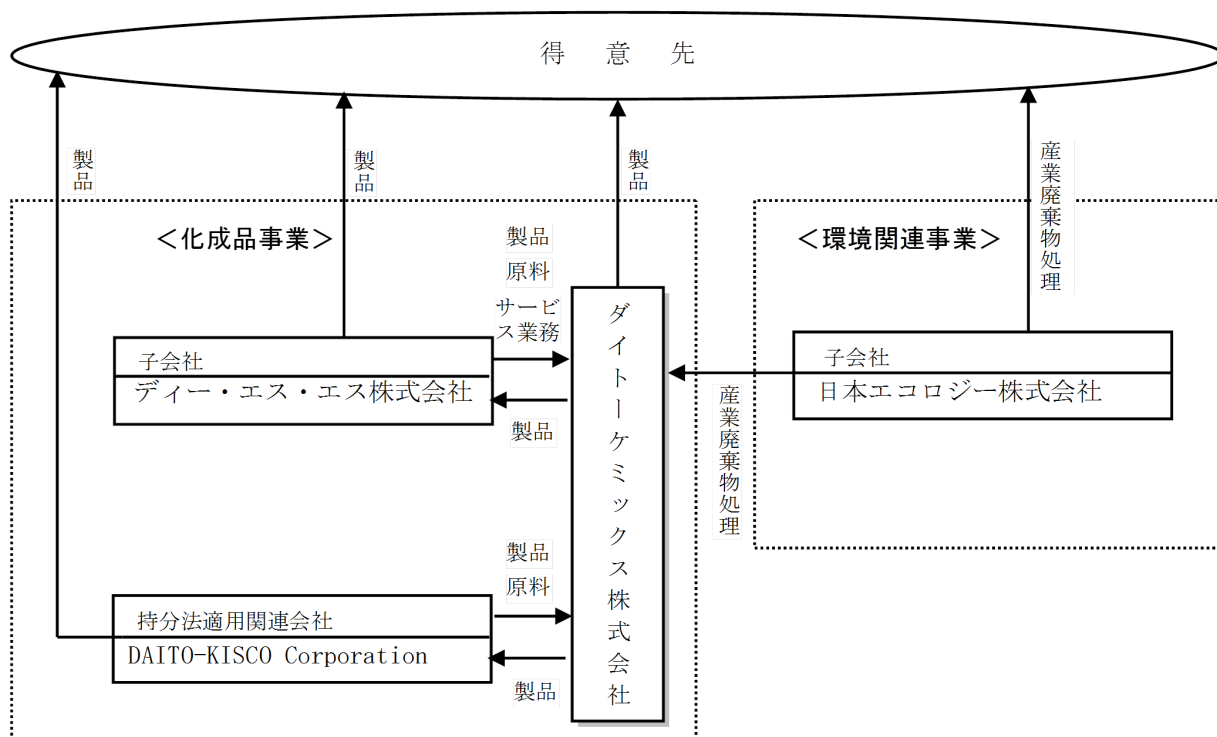 得　意　先
製品
製品
製品
産業廃棄物処理
＜化成品事業＞
＜環境関連事業＞
製品
原料
サービ
ス業務
子会社
ディー・エス・エス株式会社
製品
ダイトーケミックス株式会社
産業廃棄物処理
子会社
日本エコロジー株式会社
製品
原料
持分法適用関連会社
DAITO-KISCO Corporation
製品